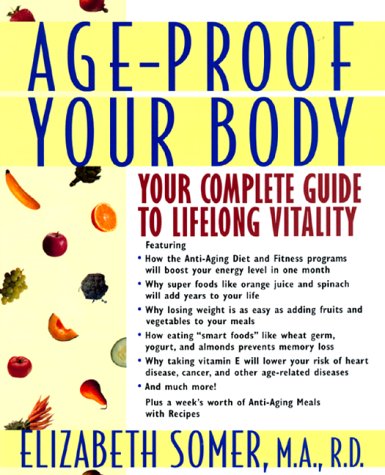 AGE-PROOF
YOUR BODY
YOUR COMPLETE GUIDE
TO LIFELONG VITALITY
Featuring
• How the Anti-Aging Diet and Fitness programs
will boost your energy level in one month
• Why super foods like orange juice and spinach
will add years to your life
• Why losing weight is as easy as adding fruits and
vegetables to your meals
• How eating "smart foods" like wheat germ,
yogurt, and almonds prevents memory loss
• Why taking vitamin E will lower your risk of heart
disease, cancer, and other age-related diseases
• And much more!
Plus a week's worth of Anti-Aging Meals
with Recipes
ELIZABETH SOMER, M.A., R.D.